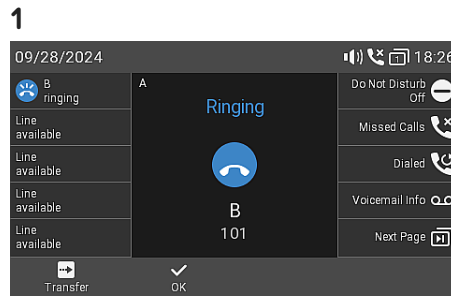 1
09/28/2024
1
18:26
B
ringing
Line
available
Line
available
Line
available
Line
available
A
Ringing
B
101
Do Not Disturb
Off
Missed Calls
Dialed
Voicemail Info
Next Page
Transfer
OK